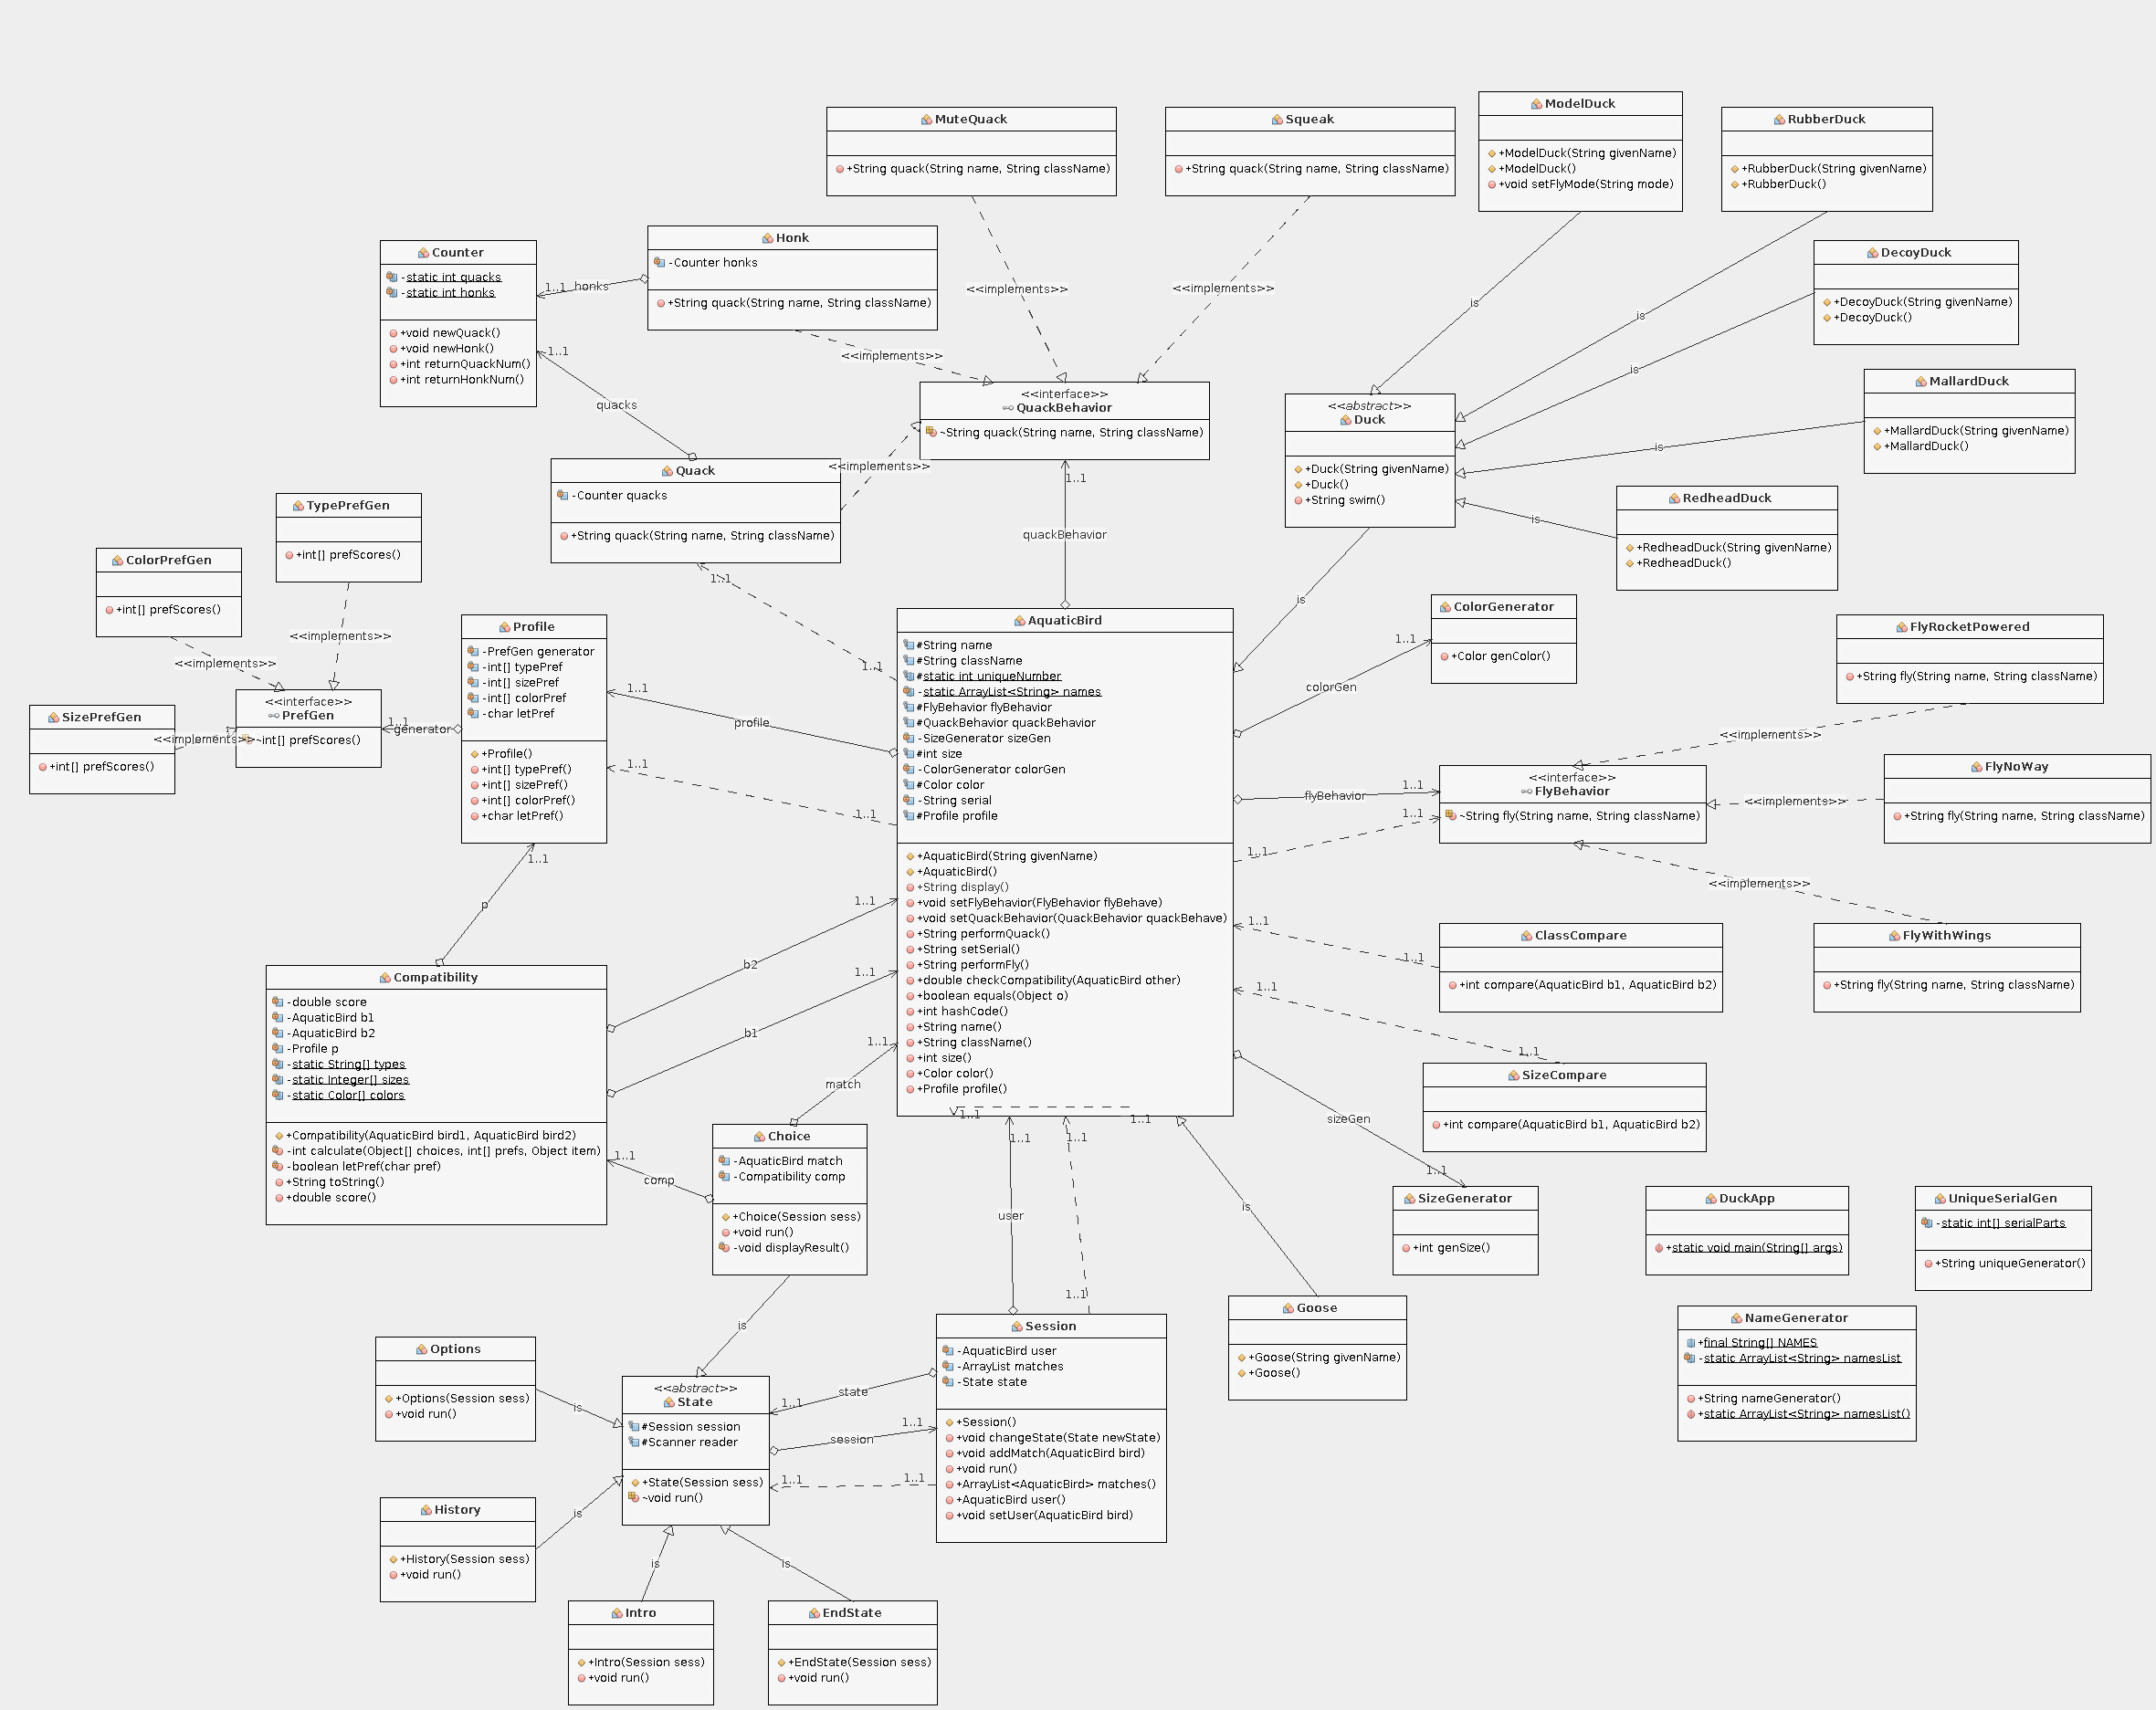 MuteQuack
+String quack(String name, String className)
Squeak
+String quack(String name, String className)
ModelDuck
+ModelDuck(String givenName)
+ModelDuck()
+void setFlyMode(String mode)
RubberDuck
+RubberDuck(String givenName)
+RubberDuck()
Counter
-static int quacks
-static int honks
+void newQuack()
+void newHonk()
+int returnQuackNum()
+int returnHonkNum()
Honk
-Counter honks
+String quack(String name, String className)
1..1
honks
<<implements>>
<<implements>>
<<implements>>
is
is
is
is
is
DecoyDuck
+DecoyDuck(String givenName)
+DecoyDuck()
1..1
quacks
<<interface>>
QuackBehavior
~String quack(String name, String className)
<<abstract>>
Duck
+Duck(String givenName)
+Duck()
+String swim()
MallardDuck
+MallardDuck(String givenName)
+MallardDuck()
Quack
-Counter quacks
+String quack(String name, String className)
<<implements>>
1..1
quackBehavior
RedheadDuck
+RedheadDuck(String givenName)
+RedheadDuck()
TypePrefGen
+int[] prefScores()
ColorPrefGen
+int[] prefScores()
<<implements>>
<<implements>>
SizePrefGen
+int[] prefScores()
<<implements>>
<<interface>>
PrefGen
~int[] prefScores()
1..1
generator
Profile
-PrefGen generator
-int[] typePref
-int[] sizePref
-int[] colorPref
-char letPref
+Profile()
+int[] typePref()
+int[] sizePref()
+int[] colorPref()
+char letPref()
1..1
1..1
1..1
profile
1..1
1..1
AquaticBird
#String name
#String className
#static int uniqueNumber
-static ArrayList<String> names
#FlyBehavior flyBehavior
#QuackBehavior quackBehavior
-SizeGenerator sizeGen
#int size
-ColorGenerator colorGen
#Color color
-String serial
#Profile profile
+AquaticBird(String givenName)
+AquaticBird()
+String display()
+void setFlyBehavior(FlyBehavior flyBehave)
+void setQuackBehavior(QuackBehavior quackBehave)
+String performQuack()
+String setSerial()
+String performFly()
+double checkCompatibility(AquaticBird other)
+boolean equals(Object o)
+int hashCode()
+String name()
+String className()
+int size()
+Color color()
+Profile profile()
1..1
1..1
is
ColorGenerator
+Color genColor()
1..1
colorGen
FlyRocketPowered
+String fly(String name, String className)
<<implements>>
<<interface>>
FlyBehavior
~String fly(String name, String className)
1..1
flyBehavior
1..1
1..1
FlyNoWay
+String fly(String name, String className)
<<implements>>
<<implements>>
FlyWithWings
+String fly(String name, String className)
ClassCompare
+int compare(AquaticBird b1, AquaticBird b2)
1..1
1..1
SizeCompare
+int compare(AquaticBird b1, AquaticBird b2)
1..1
1..1
1..1
p
Compatibility
-double score
-AquaticBird b1
-AquaticBird b2
-Profile p
-static String[] types
-static Integer[] sizes
-static Color[] colors
+Compatibility(AquaticBird bird1, AquaticBird bird2)
-int calculate(Object[] choices, int[] prefs, Object item)
-boolean letPref(char pref)
+String toString()
+double score()
1..1
b2
1..1
b1
1..1
match
1..1
comp
Choice
-AquaticBird match
-Compatibility comp
+Choice(Session sess)
+void run()
-void displayResult()
sizeGen
1..1
SizeGenerator
+int genSize()
DuckApp
+static void main(String[] args)
UniqueSerialGen
-static int[] serialParts
+String uniqueGenerator()
1..1
user
1..1
1..1
is
Goose
+Goose(String givenName)
+Goose()
NameGenerator
+final String[] NAMES
-static ArrayList<String> namesList
+String nameGenerator()
+static ArrayList<String> namesList()
Session
-AquaticBird user
-ArrayList matches
-State state
+Session()
+void changeState(State newState)
+void addMatch(AquaticBird bird)
+void run()
+ArrayList<AquaticBird> matches()
+AquaticBird user()
+void setUser(AquaticBird bird)
is
Options
+Options(Session sess)
+void run()
is
<<abstract>>
State
#Session session
#Scanner reader
+State(Session sess)
~void run()
state
1..1
1..1
session
1..1
1..1
History
+History(Session sess)
+void run()
is
is
is
Intro
+Intro(Session sess)
+void run()
EndState
+EndState(Session sess)
+void run()